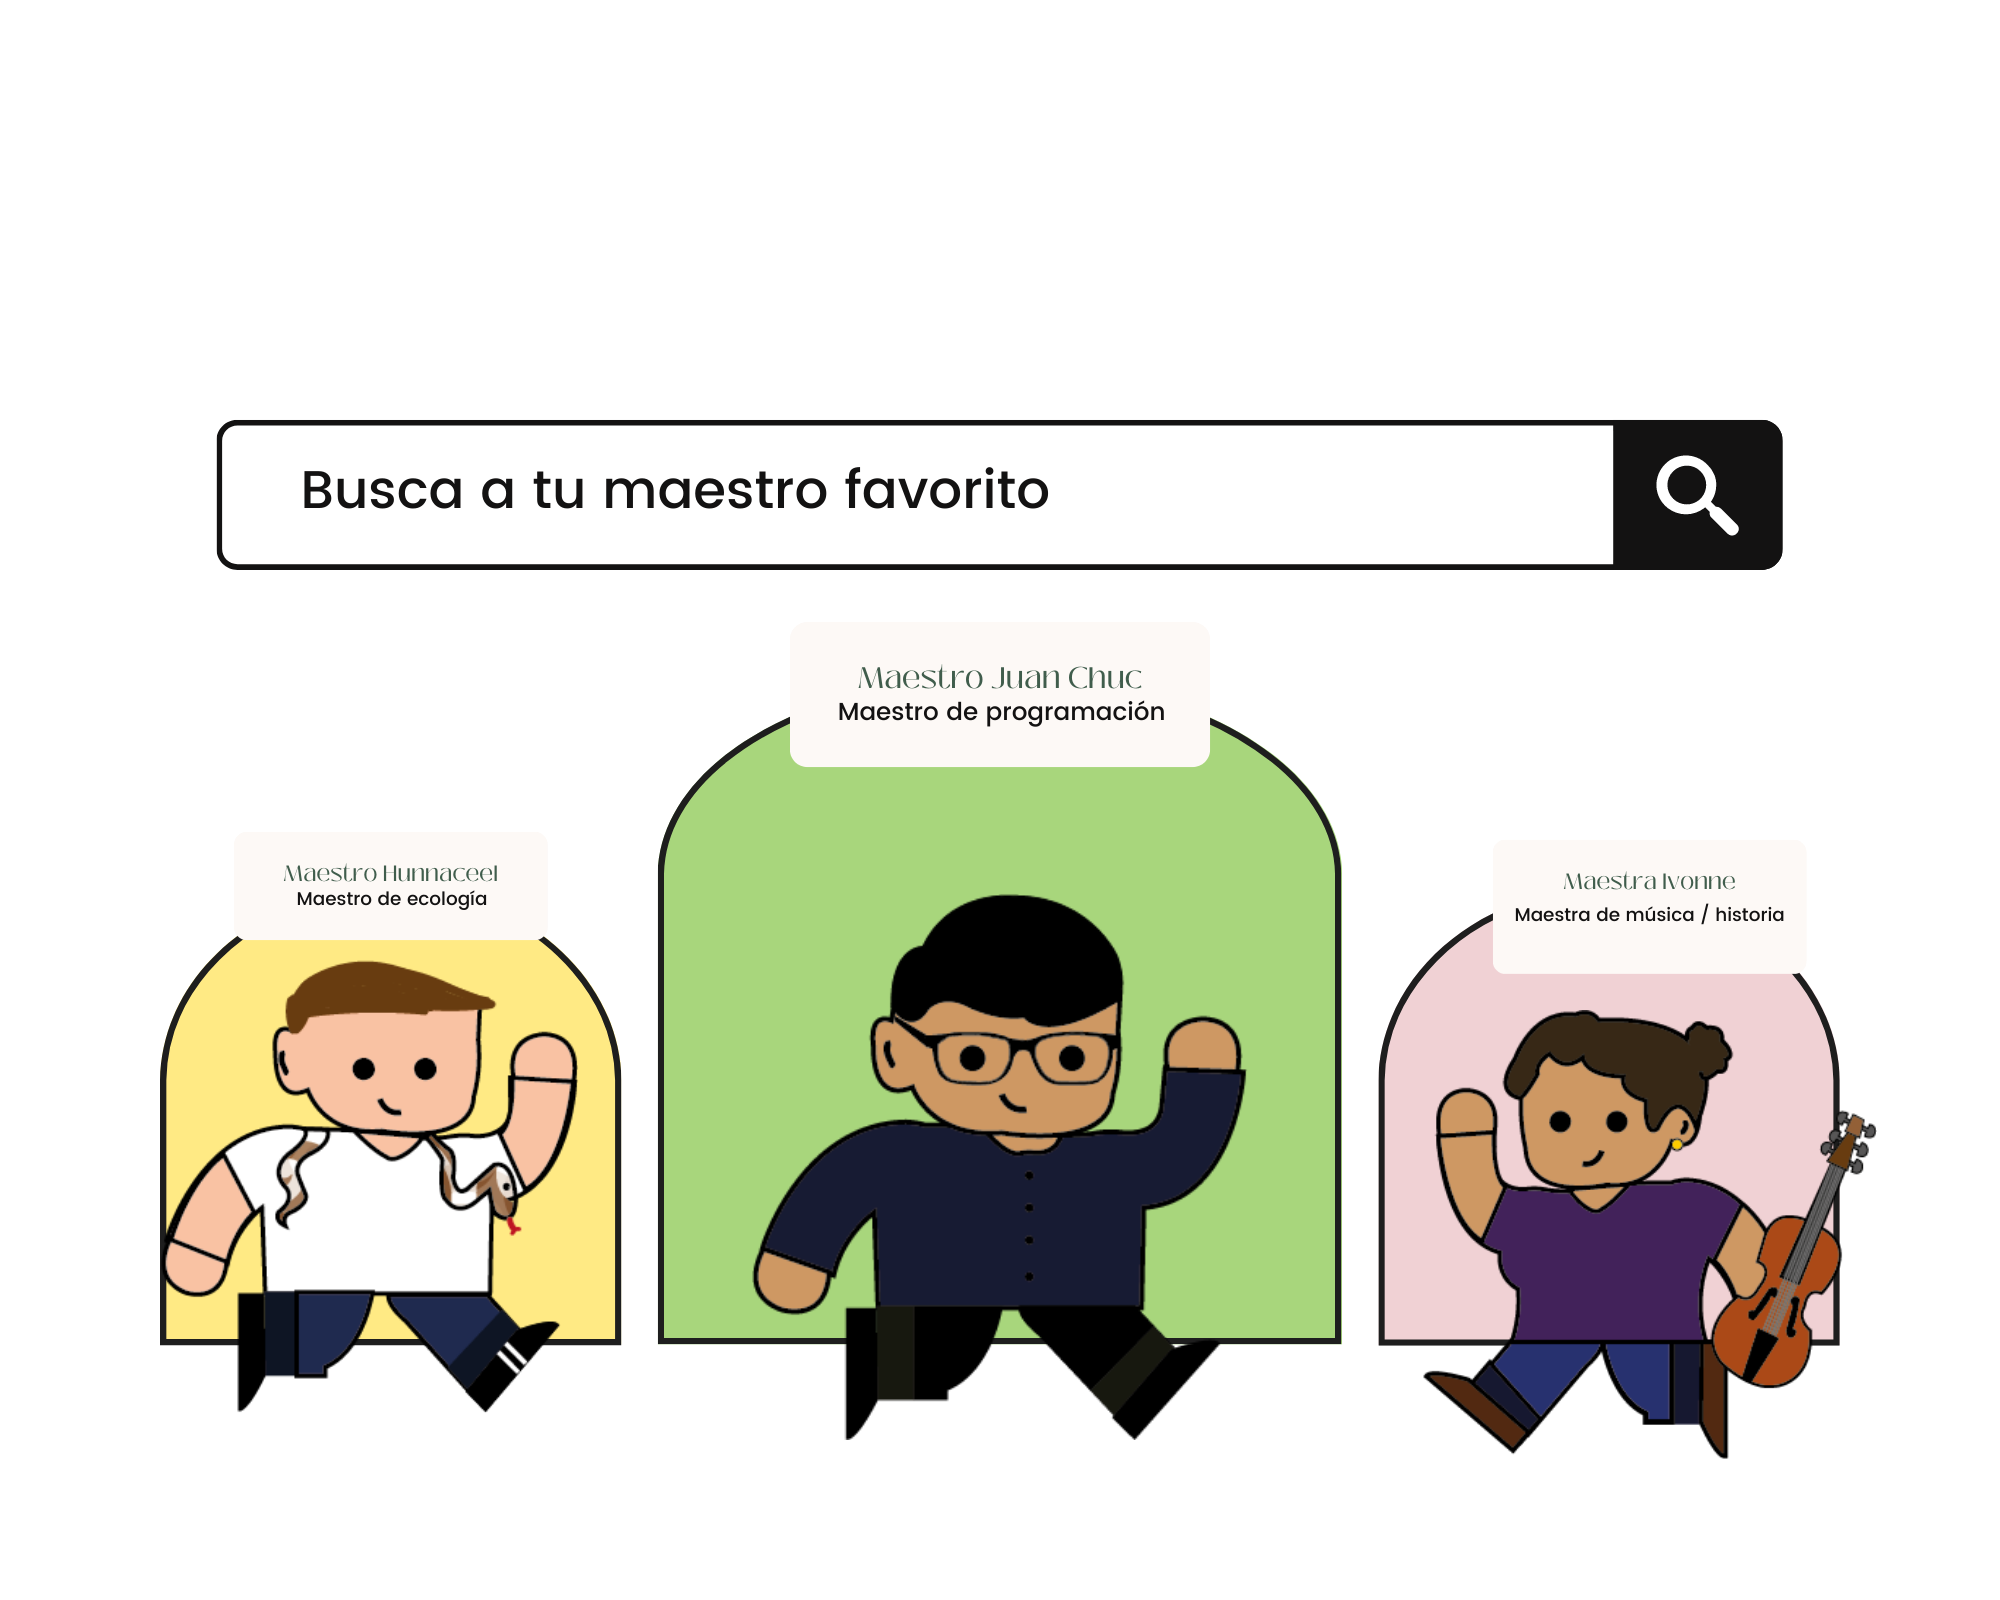 Busca a tu maestro favorito
Maestro Juan Chuc
Maestro de programación
Maestro Hunnaceel
Maestro de ecología
Maestra Ivonne
Maestra de música / historia